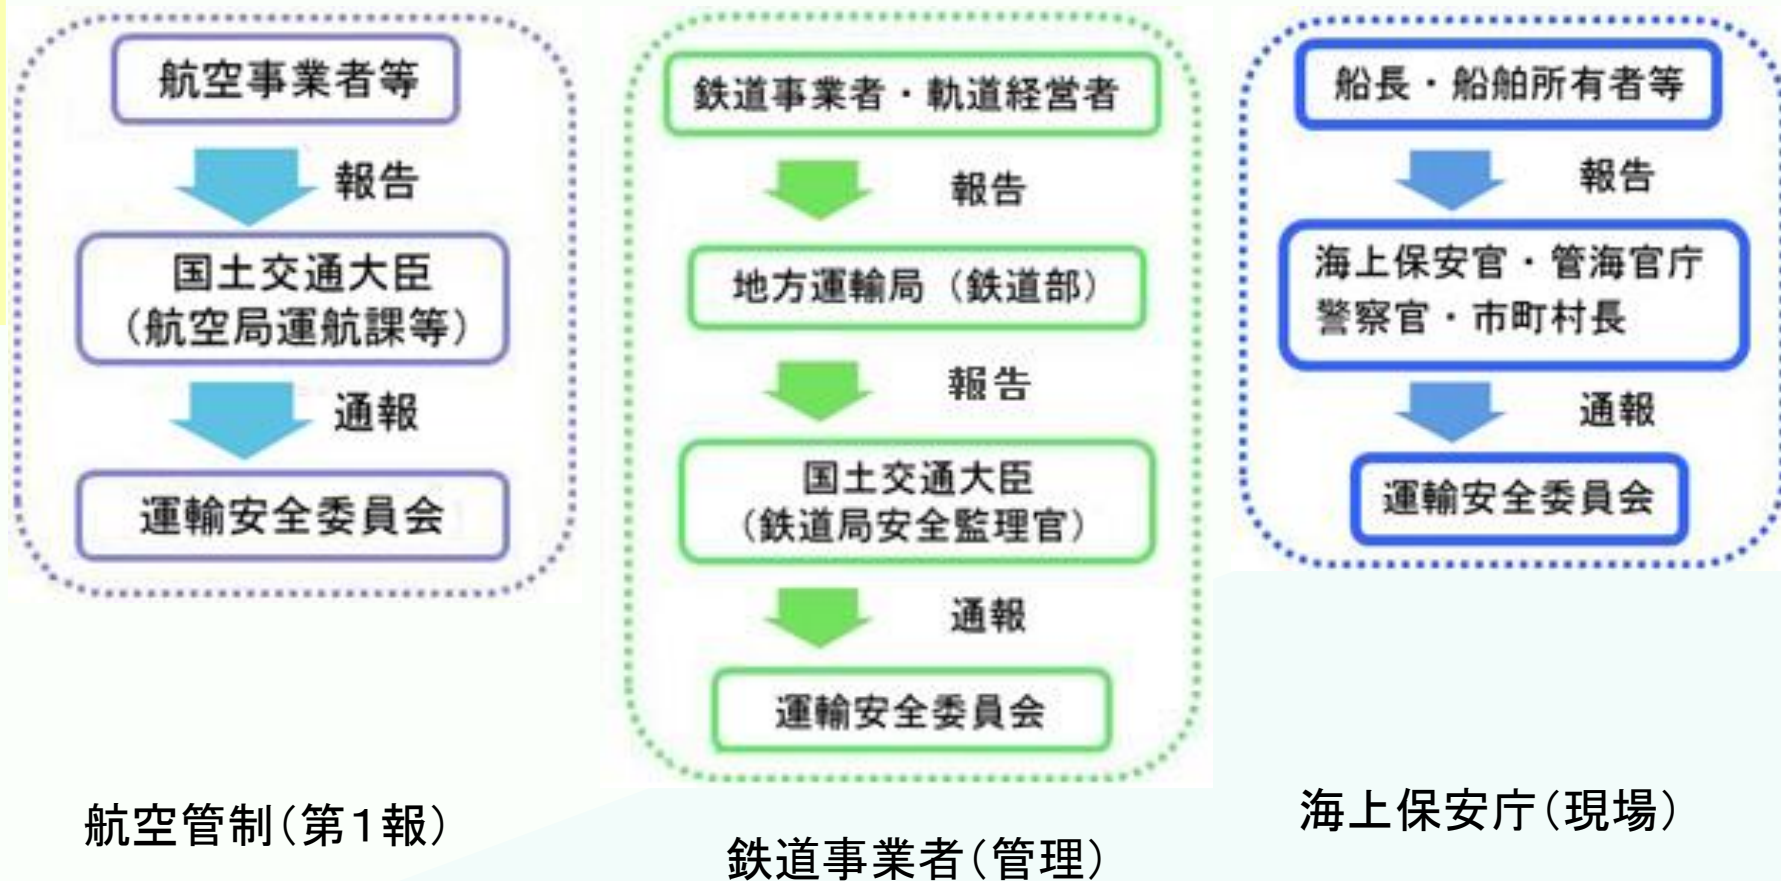 航空事業者等
報告
国土交通大臣
(航空局運航課等)
通報
運輸安全委員会
航空管制(第1報)
鉄道事業者・軌道経営者
報告
地方運輸局(鉄道部)
報告
国土交通大臣
(鉄道局安全監理官)
通報
運輸安全委員会
鉄道事業者(管理)
船長・船舶所有者等
報告
海上保安官・管海官庁
警察官・市町村長
通報
運輸安全委員会
海上保安庁(現場)